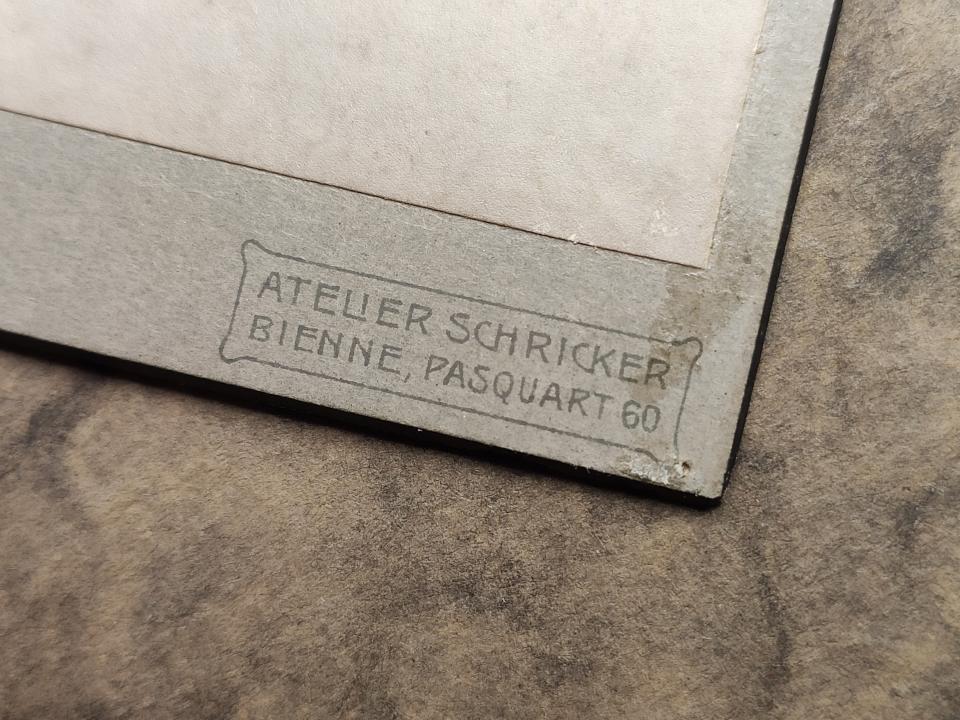 ATELIER SCHRICKER
BIENNE, PASQUART 60